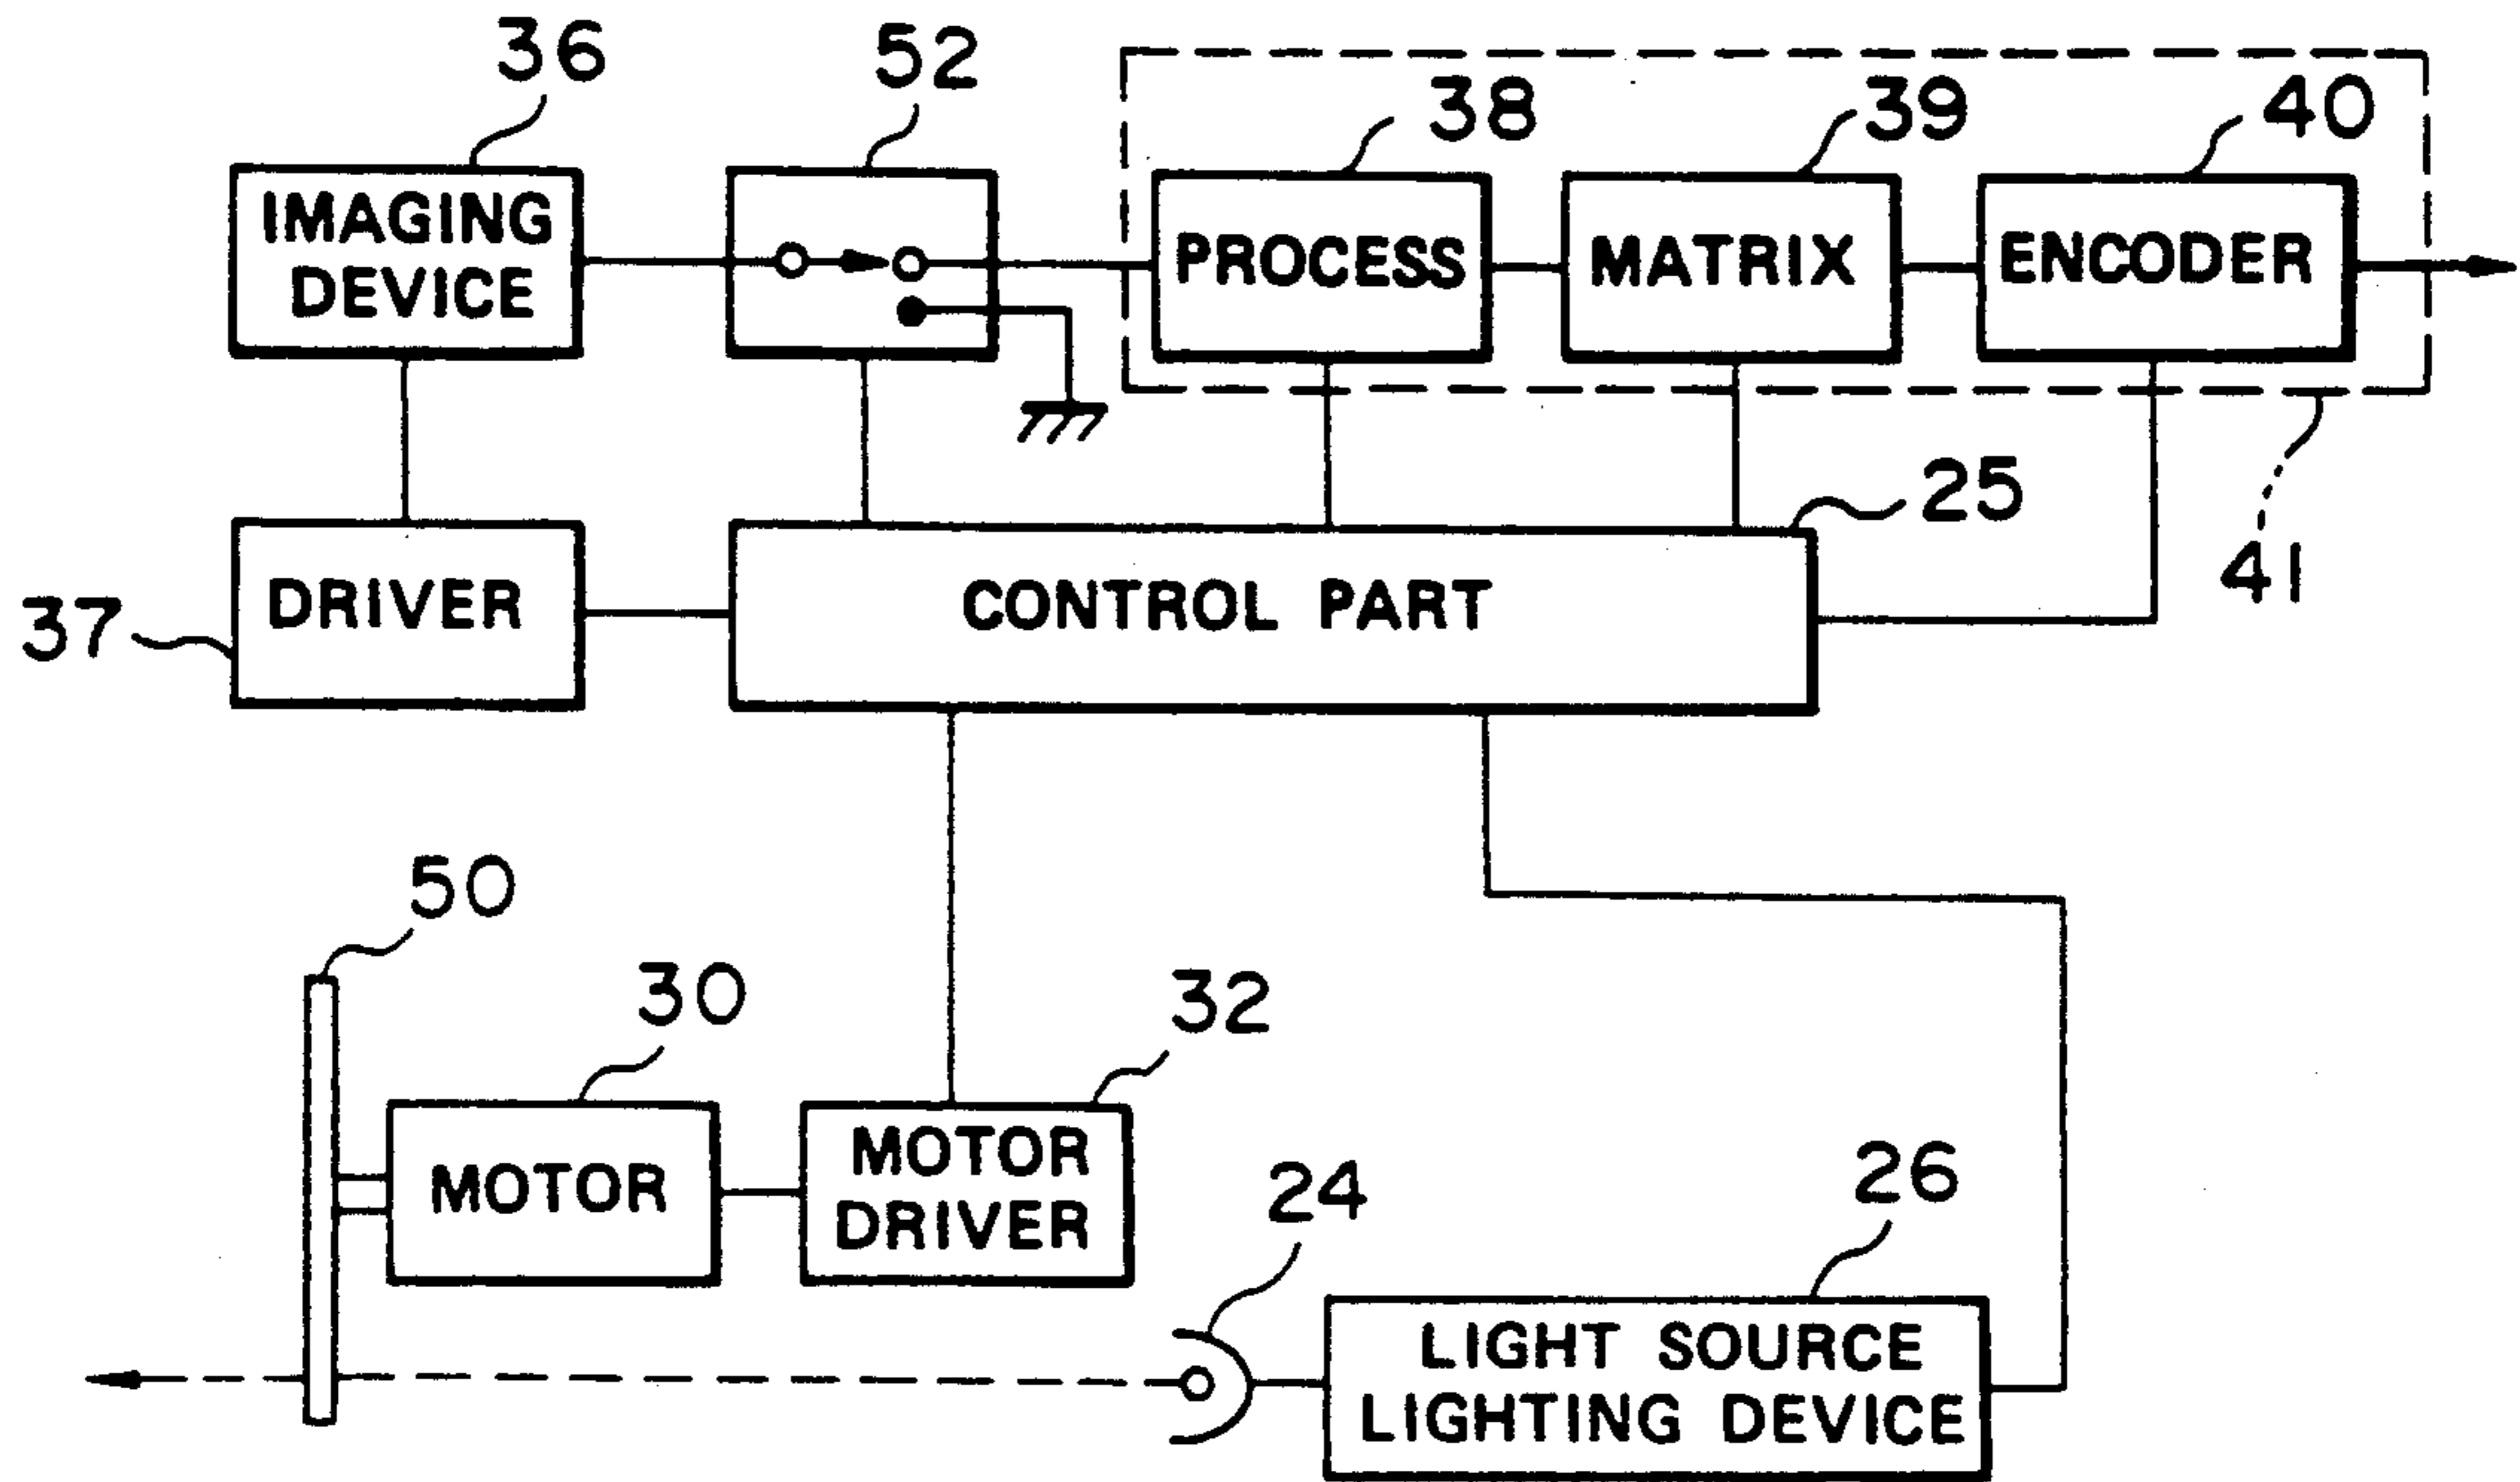 36
52
38
39
40
IMAGING
DEVICE
PROCESS
MATRIX
ENCODER
25
41
37
DRIVER
CONTROL PART
50
30
32
MOTOR
MOTOR
DRIVER
24
26
LIGHT SOURCE
LIGHTING DEVICE